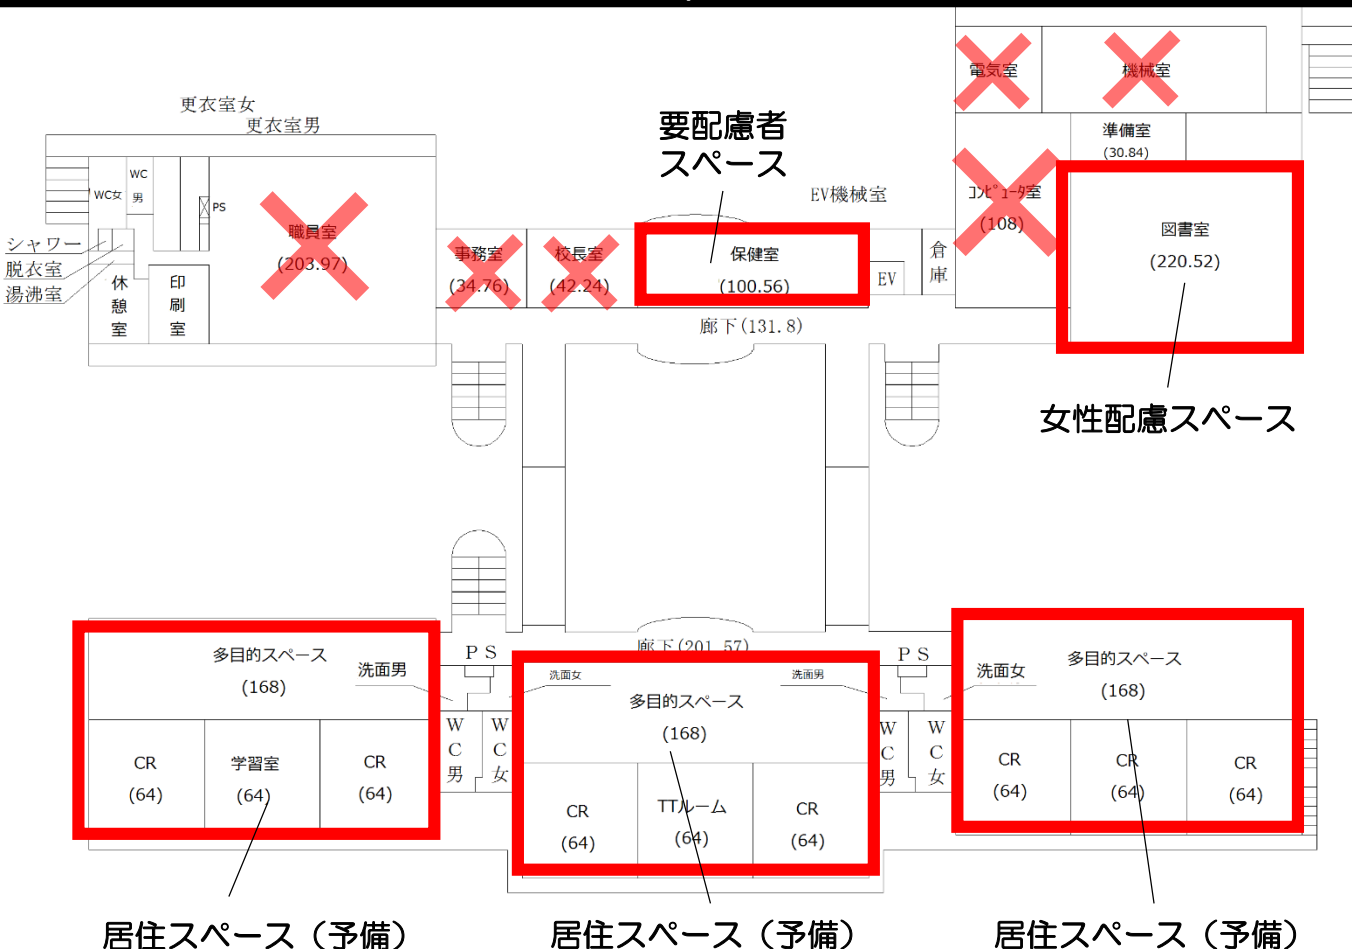 電気室
機械室
更衣室女
更衣室男
要配慮者
スペース
準備室
(30.84)
WC
男
WC女
PS
EV機械室
コンピュータ室
(108)
図書室
(220.52)
職員室
(203.97)
シャワー
脱衣室
湯沸室
事務室
(34.76)
校長室
(42.24)
保健室
(100.56)
EV
倉庫
休憩室
印刷室
廊下(131.8)
女性配慮スペース
廊下(201.57)
多目的スペース
(168)
洗面男
PS
洗面女
洗面男
多目的スペース
(168)
PS
洗面女
多目的スペース
(168)
WC男
WC女
WC男
WC女
CR
(64)
学習室
(64)
CR
(64)
CR
(64)
TTルーム
(64)
CR
(64)
CR
(64)
CR
(64)
CR
(64)
居住スペース（予備）
居住スペース（予備）
居住スペース（予備）